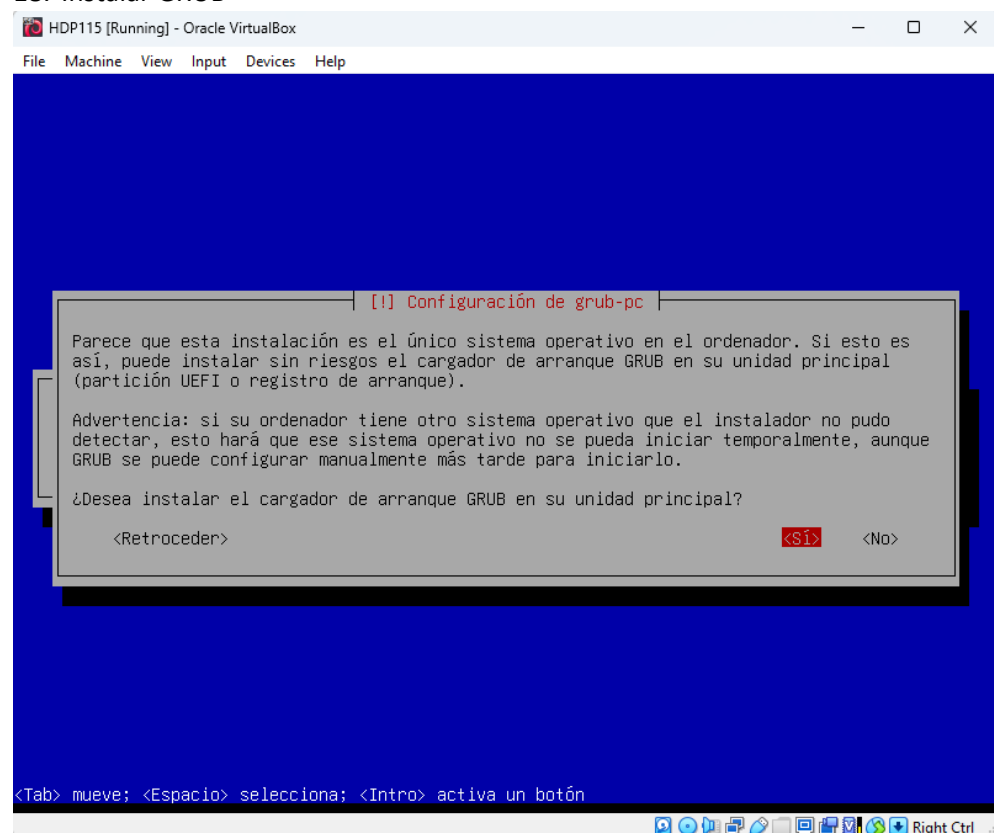 HDP115 [Running] - Oracle VirtualBox
File Machine View Input Devices Help
[!] Configuración de grub-pc
Parece que esta instalación es el único sistema operativo en el ordenador. Si esto es
así, puede instalar sin riesgos el cargador de arranque GRUB en su unidad principal
(partición UEFI o registro de arranque).
Advertencia: si su ordenador tiene otro sistema operativo que el instalador no pudo
detectar, esto hará que ese sistema operativo no se pueda iniciar temporalmente, aunque
GRUB se puede configurar manualmente más tarde para iniciarlo.
¿Desea instalar el cargador de arranque GRUB en su unidad principal?
<Retroceder> <Sí> <No>
<Tab> mueve; <Espacio> selecciona; <Intro> activa un botón
Right Ctrl